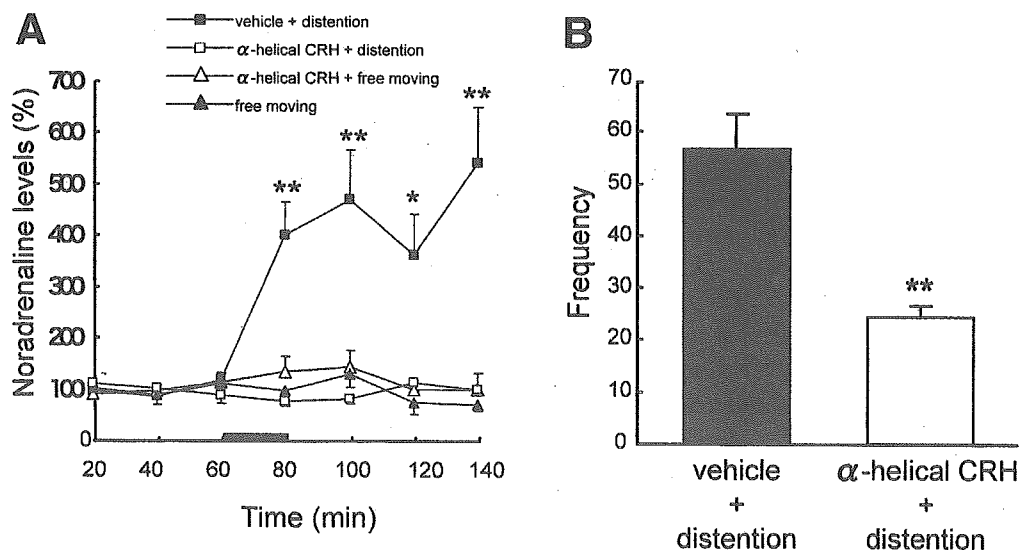 A
vehicle + distention
α-helical CRH + distention
α-helical CRH + free moving
free moving
Noradrenaline levels (%)
700
600
500
400
300
200
100
0
**
**
*
**
20 40 60 80 100 120 140
Time (min)
B
Frequency
70
60
50
40
30
20
10
0
**
vehicle
+
distention
α-helical CRH
+
distention